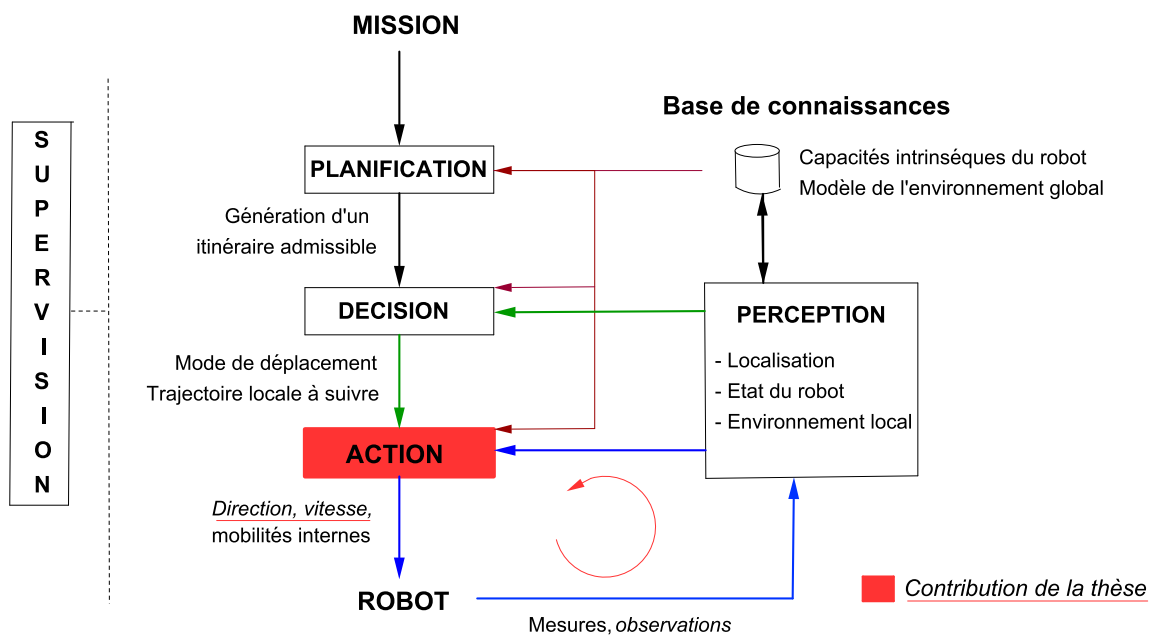 MISSION
Base de connaissances
Capacités intrinséques du robot
Modèle de l'environnement global
SUPERVISION
PLANIFICATION
Génération d'un
itinéraire admissible
DECISION
PERCEPTION
- Localisation
- Etat du robot
- Environnement local
Mode de déplacement
Trajectoire locale à suivre
ACTION
Direction, vitesse,
mobilités internes
ROBOT
Mesures, observations
Contribution de la thèse